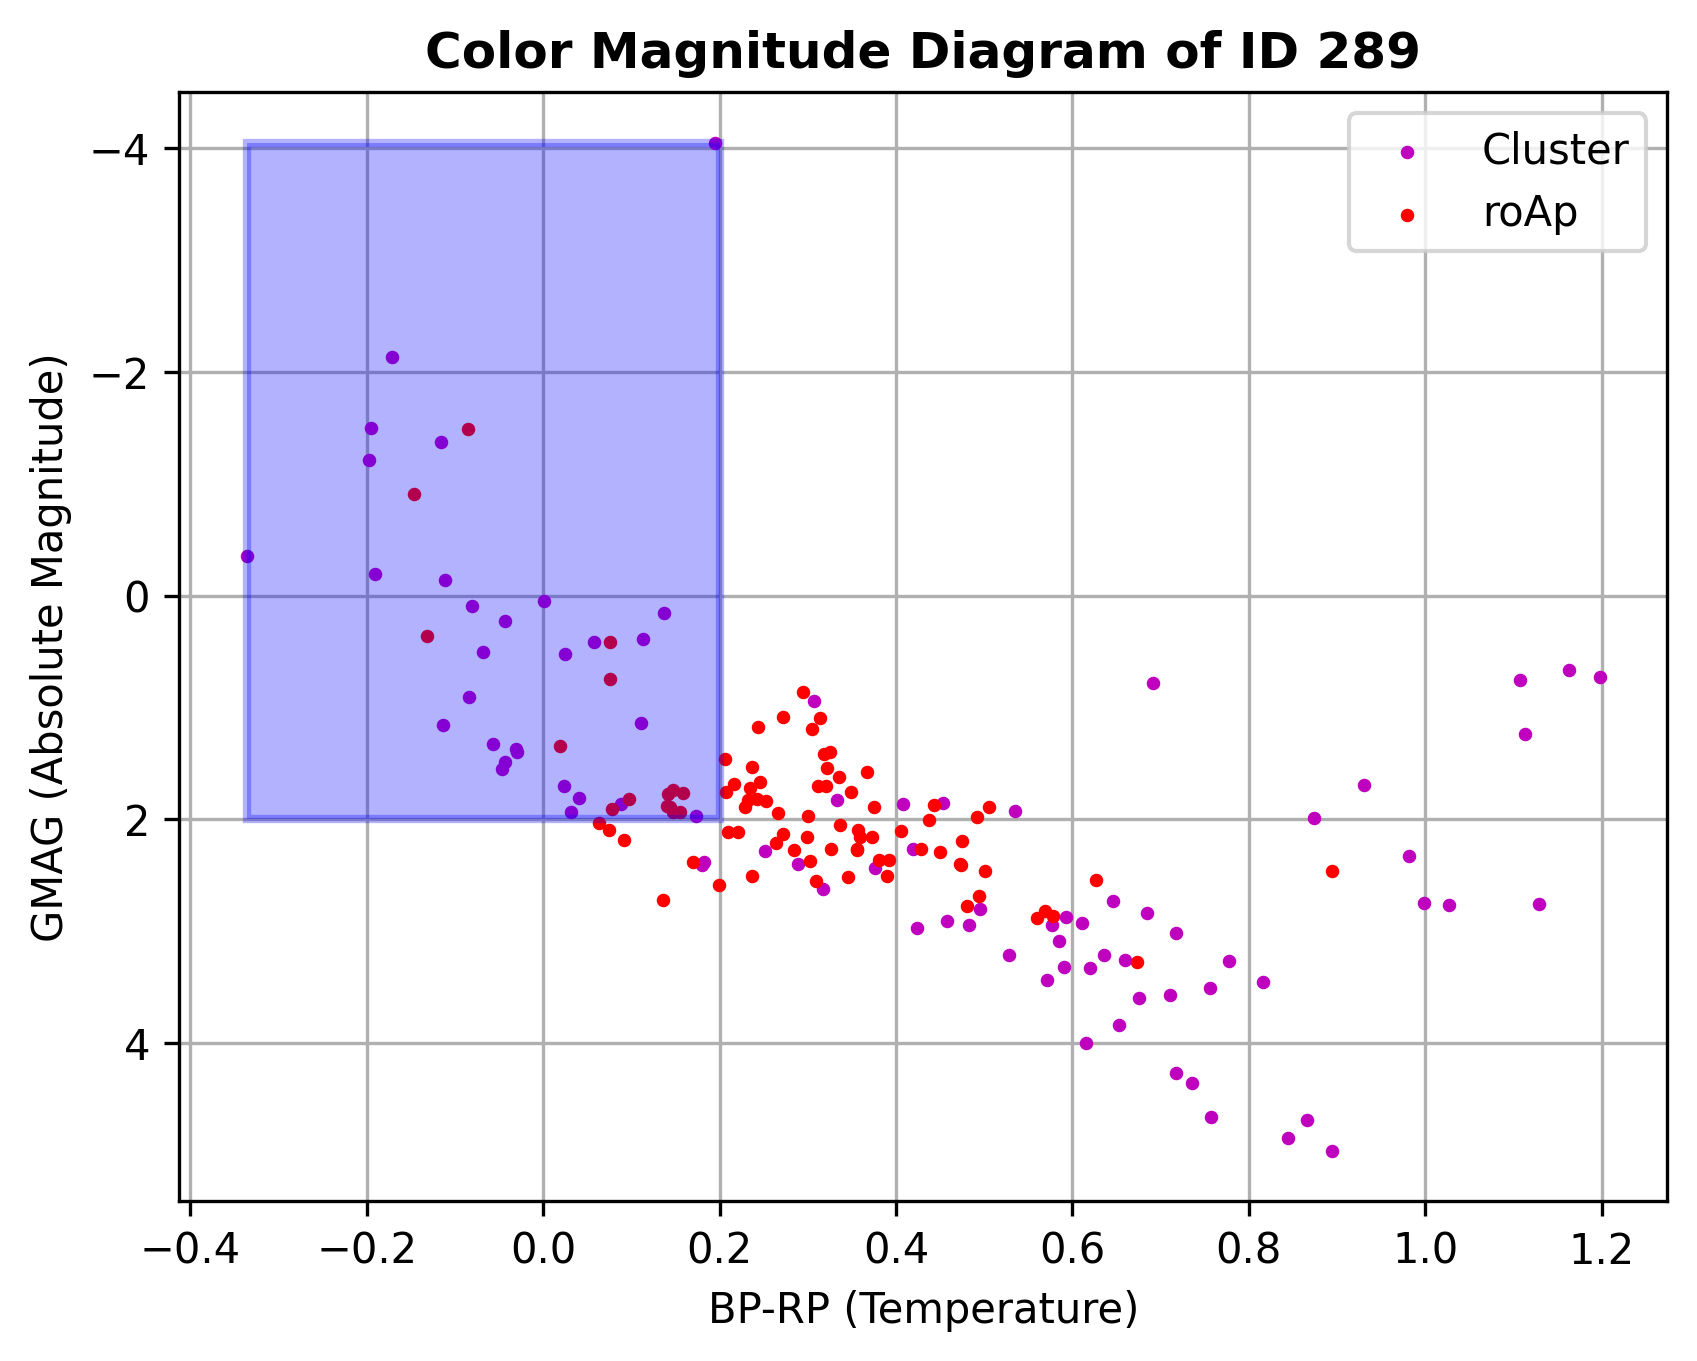 Color Magnitude Diagram of ID 289
Cluster
roAp
−4
−2
0
2
4
GMAG (Absolute Magnitude)
−0.4
−0.2
0.0
0.2
0.4
0.6
0.8
1.0
1.2
BP-RP (Temperature)